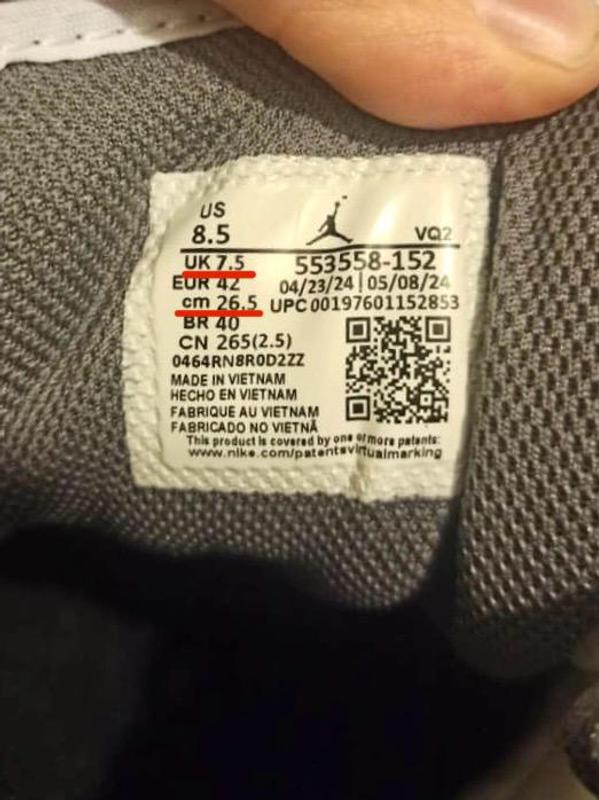 US
8.5
VQ2
UK 7.5
553558-152
EUR 42
04/23/24 | 05/08/24
cm 26.5
UPC 00197601152853
BR 40
CN 265(2.5)
0464RN8R0D2ZZ
MADE IN VIETNAM
HECHO EN VIETNAM
FABRIQUE AU VIETNAM
FABRICADO NO VIETNÃ
This product is covered by one of more patents:
www.nike.com/patentsvirtualmarking